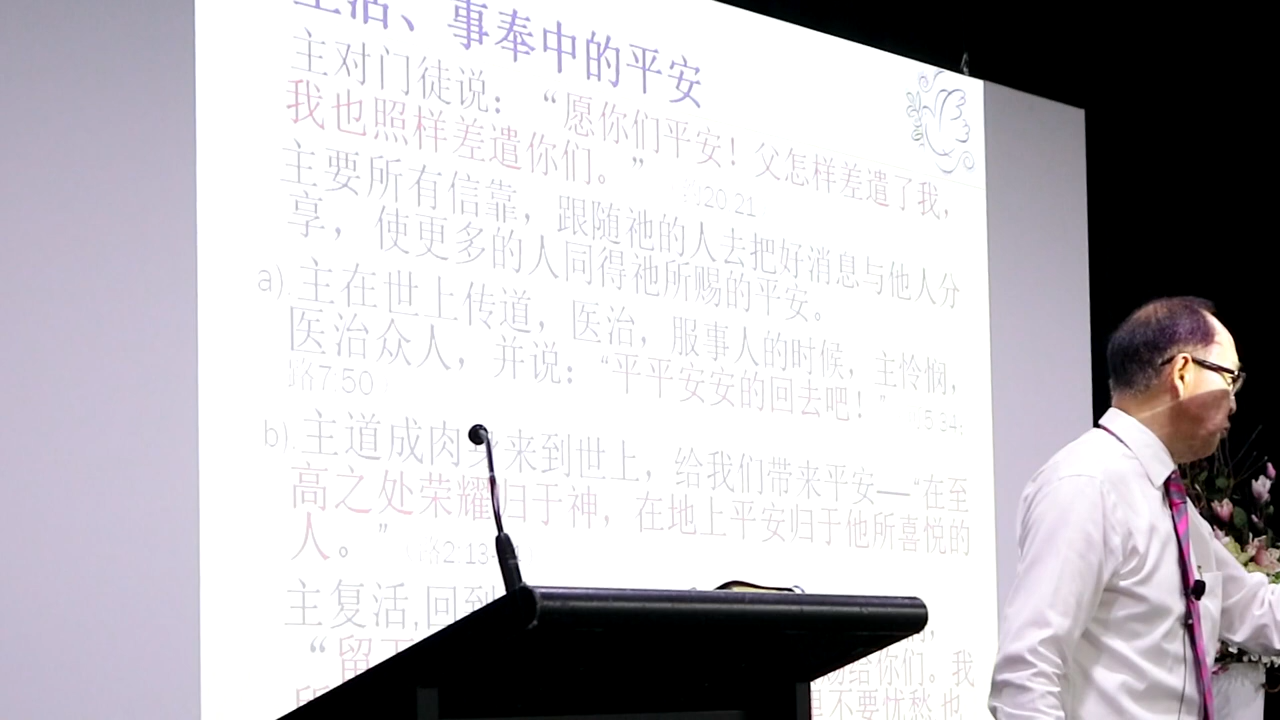 生活、事奉中的平安
主对门徒说：“愿你们平安！父怎样差遣了我，
我也照样差遣你们。” 20:21
主要所有信靠，跟随祂的人去把好消息与他人分
享，使更多的人同得祂所赐的平安。
a) 主在世上传道，医治，服事人的时候，主怜悯，
医治众人，并说：“平平安安的回去吧！” 5:34;
路7:50
b).主道成肉身来到世上，给我们带来平安—“在至
高之处荣耀归于神，在地上平安归于他所喜悦的
人。” 路2:13-
主复活,回到
“留下 赐给你们。我
所 里不要忧愁,也